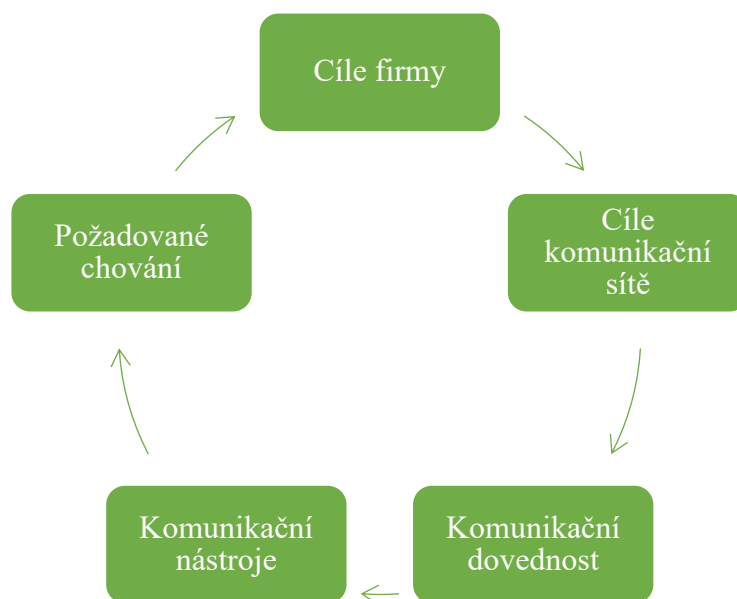 Cíle firmy
Cíle
komunikační
sítě
Komunikační
dovednost
Komunikační
nástroje
Požadované
chování